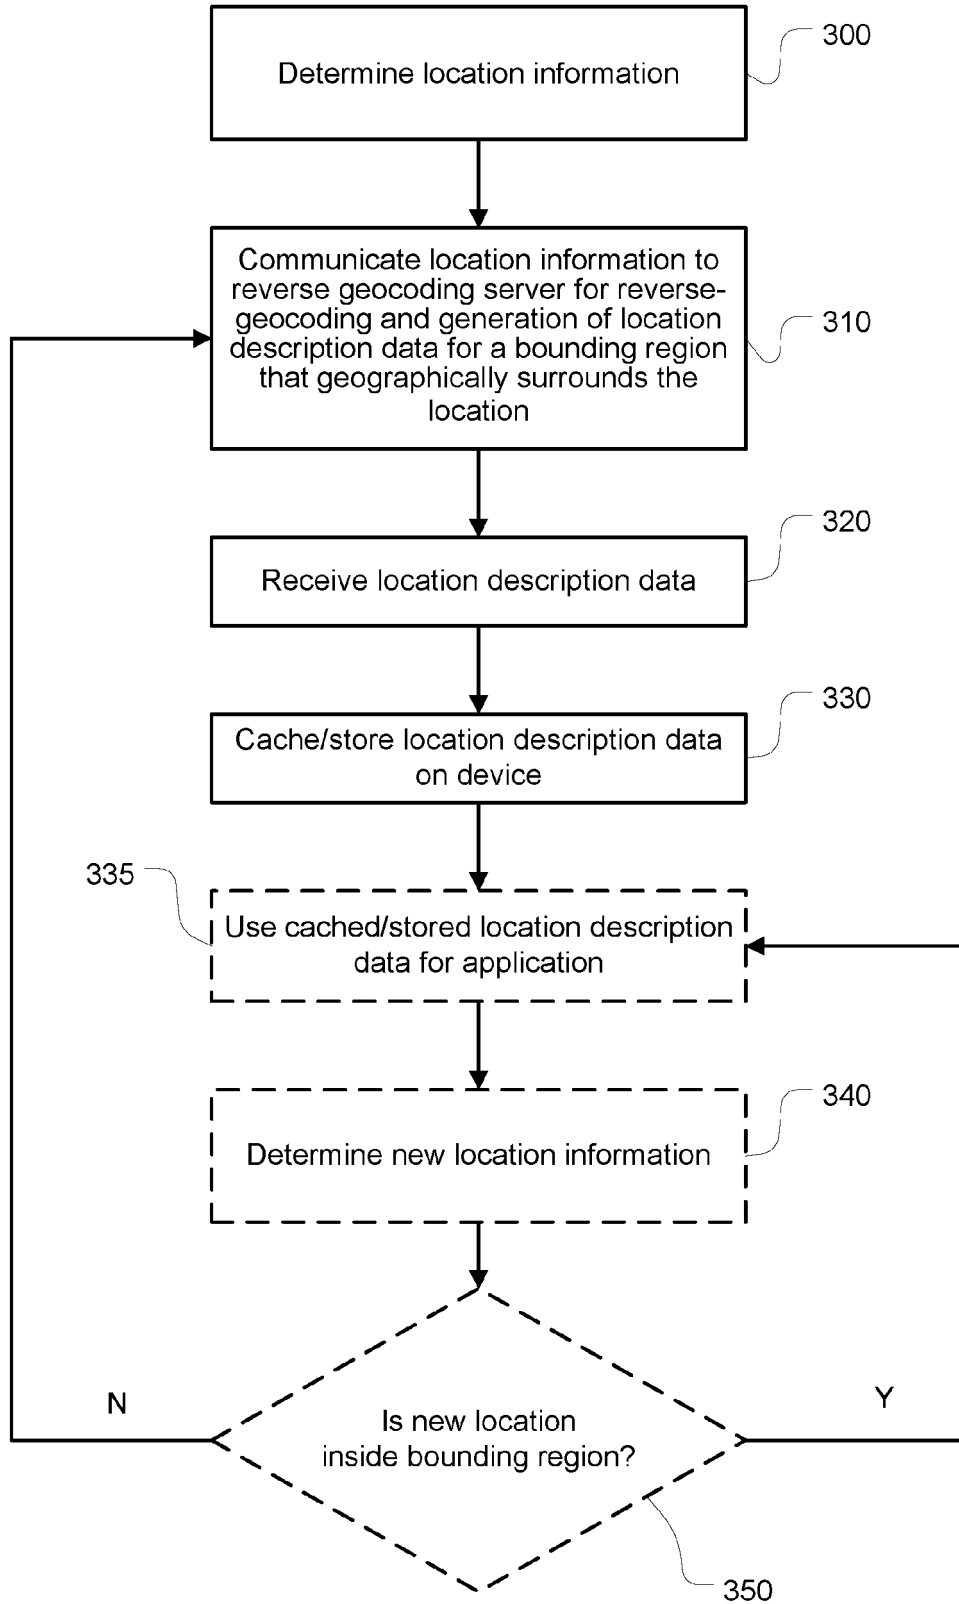 Determine location information
300
Communicate location information to
reverse geocoding server for reverse-
geocoding and generation of location
description data for a bounding region
that geographically surrounds the
location
310
Receive location description data
320
Cache/store location description data
on device
330
335
Use cached/stored location description
data for application
Determine new location information
340
N
Is new location
inside bounding region?
Y
350